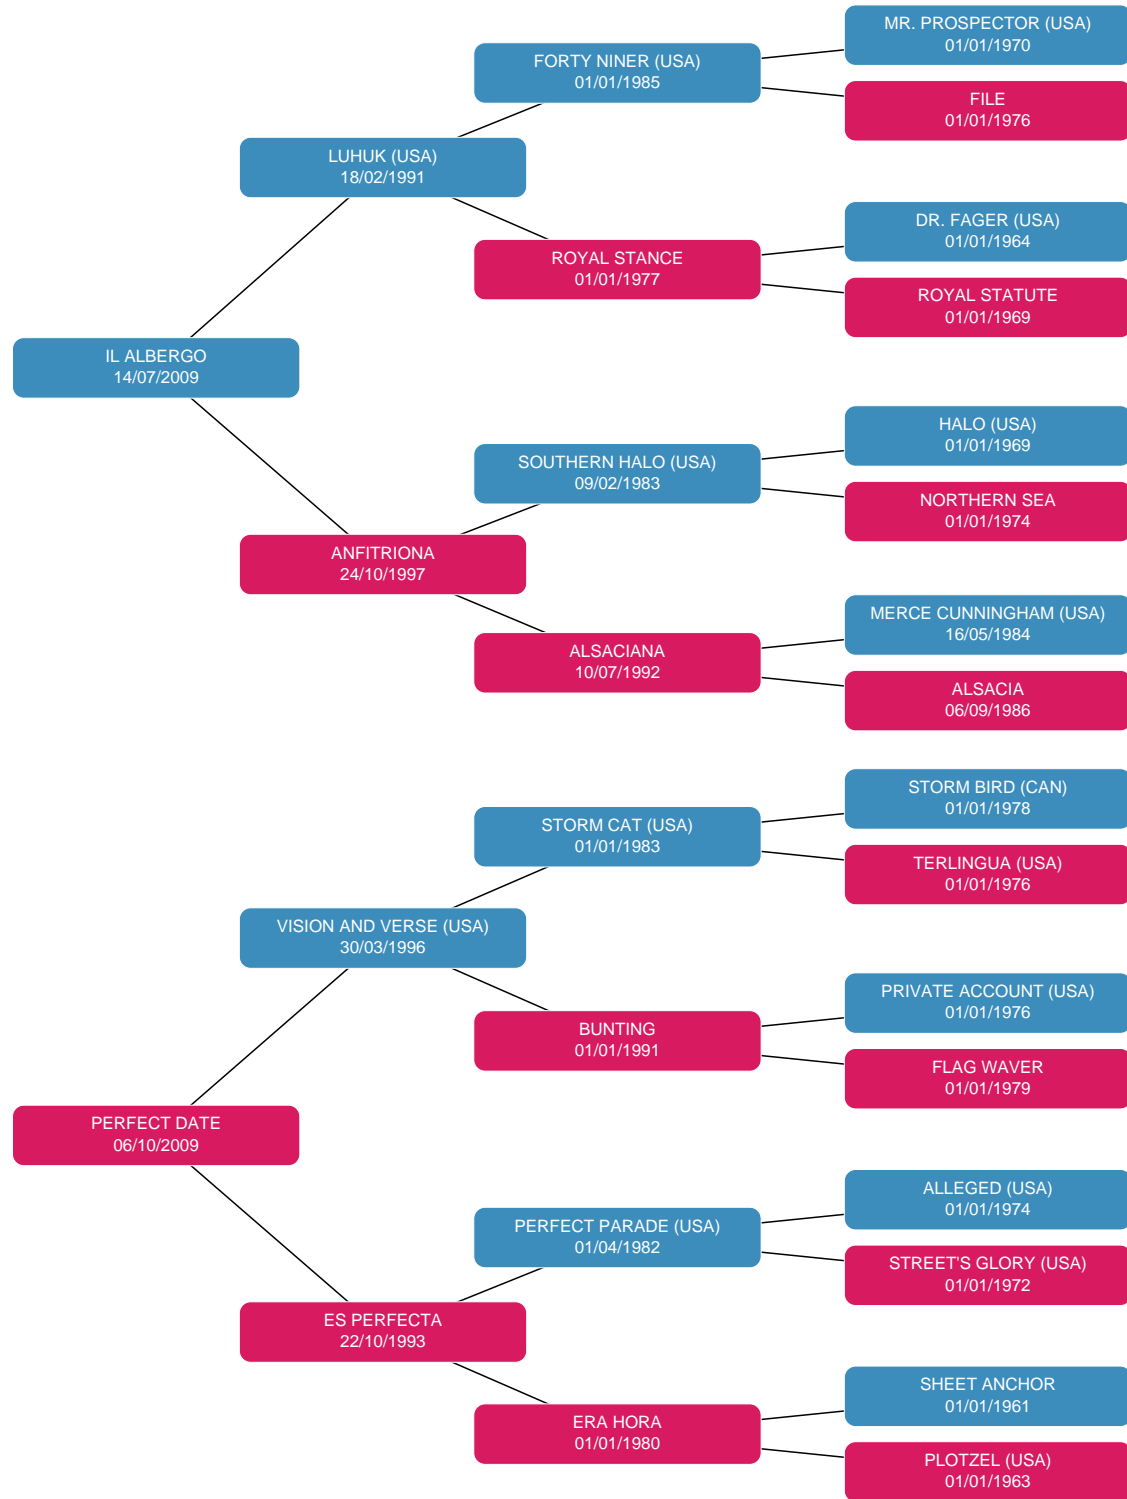 MR. PROSPECTOR (USA)
01/01/1970
FORTY NINER (USA)
01/01/1985
FILE
01/01/1976
LUHUK (USA)
18/02/1991
DR. FAGER (USA)
01/01/1964
ROYAL STANCE
01/01/1977
ROYAL STATUTE
01/01/1969
IL ALBERGO
14/07/2009
HALO (USA)
01/01/1969
SOUTHERN HALO (USA)
09/02/1983
NORTHERN SEA
01/01/1974
ANFITRIONA
24/10/1997
MERCE CUNNINGHAM (USA)
16/05/1984
ALSACIANA
10/07/1992
ALSACIA
06/09/1986
STORM BIRD (CAN)
01/01/1978
STORM CAT (USA)
01/01/1983
TERLINGUA (USA)
01/01/1976
VISION AND VERSE (USA)
30/03/1996
PRIVATE ACCOUNT (USA)
01/01/1976
BUNTING
01/01/1991
FLAG WAVER
01/01/1979
PERFECT DATE
06/10/2009
ALLEGED (USA)
01/01/1974
PERFECT PARADE (USA)
01/04/1982
STREET'S GLORY (USA)
01/01/1972
ES PERFECTA
22/10/1993
SHEET ANCHOR
01/01/1961
ERA HORA
01/01/1980
PLOTZEL (USA)
01/01/1963